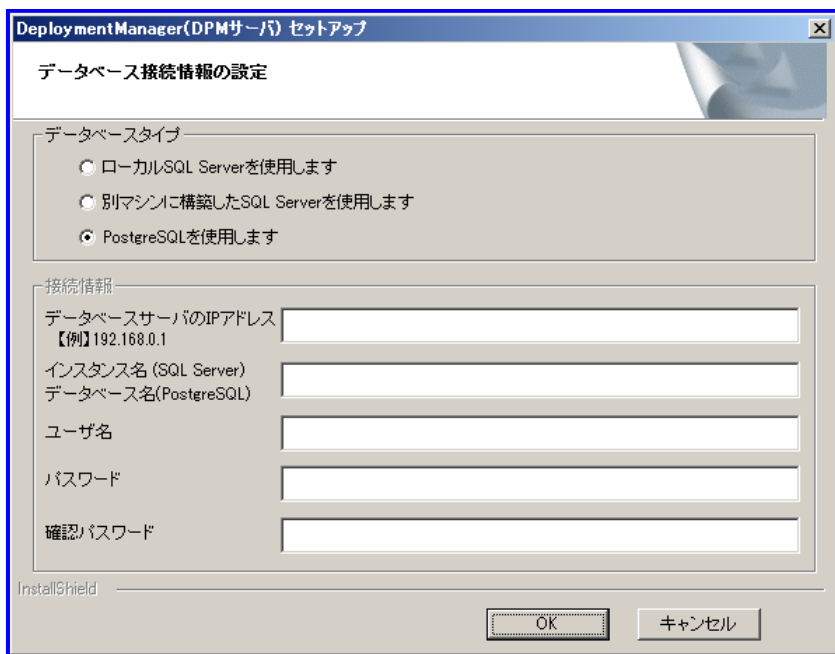 DeploymentManager(DPMサーバ) セットアップ
データベース接続情報の設定
データベースタイプ
ローカルSQL Serverを使用します
別マシンに構築したSQL Serverを使用します
PostgreSQLを使用します
接続情報
データベースサーバのIPアドレス
【例】192.168.0.1
インスタンス名 (SQL Server)
データベース名(PostgreSQL)
ユーザ名
パスワード
確認パスワード
InstallShield
OK
キャンセル